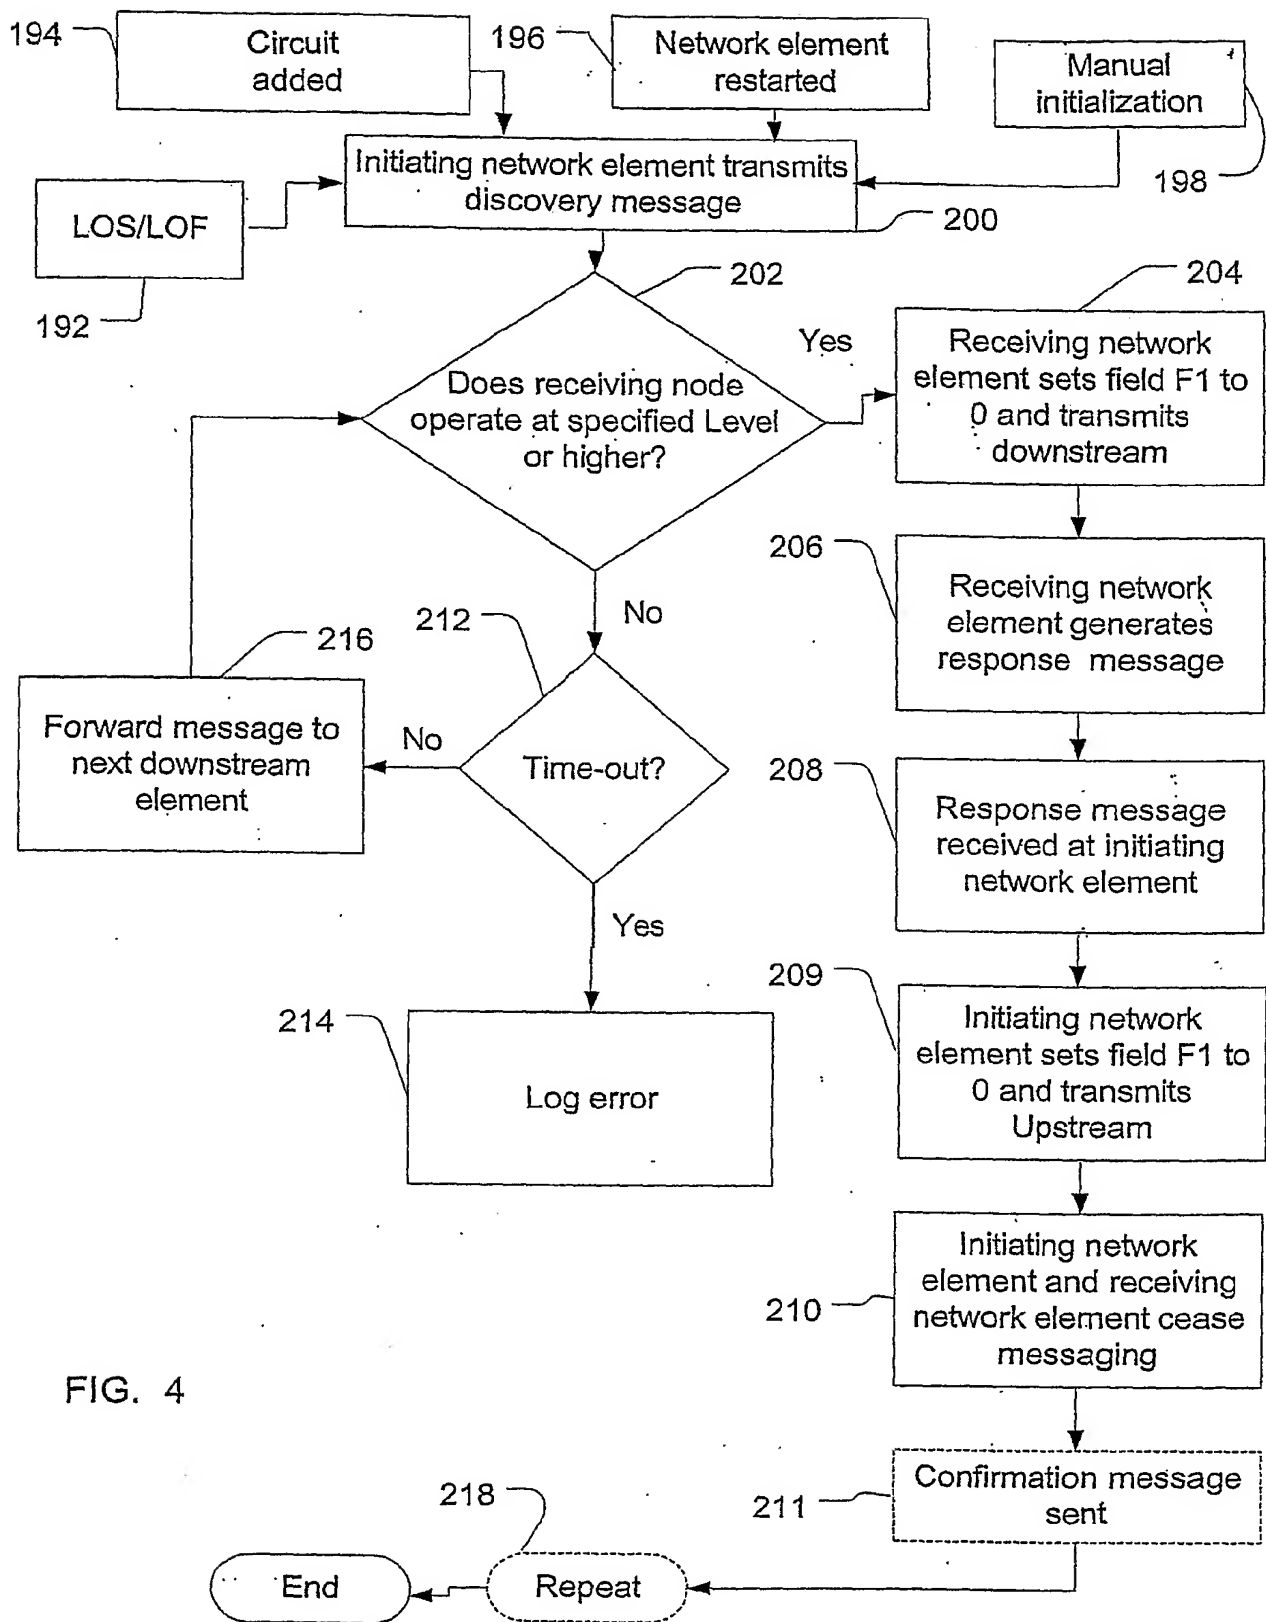 194
Circuit
added
196
Network element
restarted
Manual
initialization
198
Initiating network element transmits
discovery message
200
LOS/LOF
192
202
Does receiving node
operate at specified Level
or higher?
Yes
204
Receiving network
element sets field F1 to
0 and transmits
downstream
206
Receiving network
element generates
response message
No
212
216
Forward message to
next downstream
element
No
Time-out?
Yes
208
Response message
received at initiating
network element
214
Log error
209
Initiating network
element sets field F1 to
0 and transmits
Upstream
210
Initiating network
element and receiving
network element cease
messaging
FIG. 4
211
Confirmation message
sent
218
Repeat
End